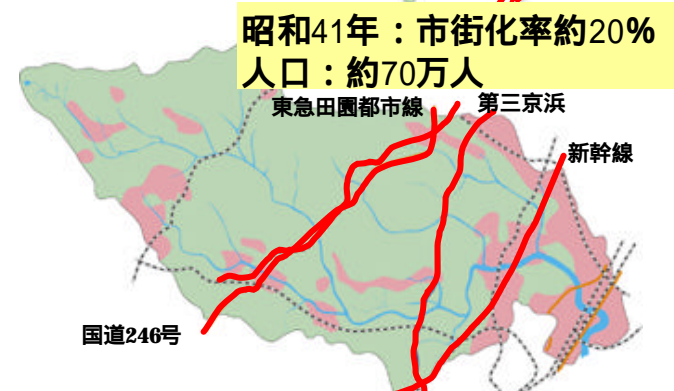 昭和41年：市街化率約20%
人口：約70万人
東急田園都市線
第三京浜
新幹線
国道246号